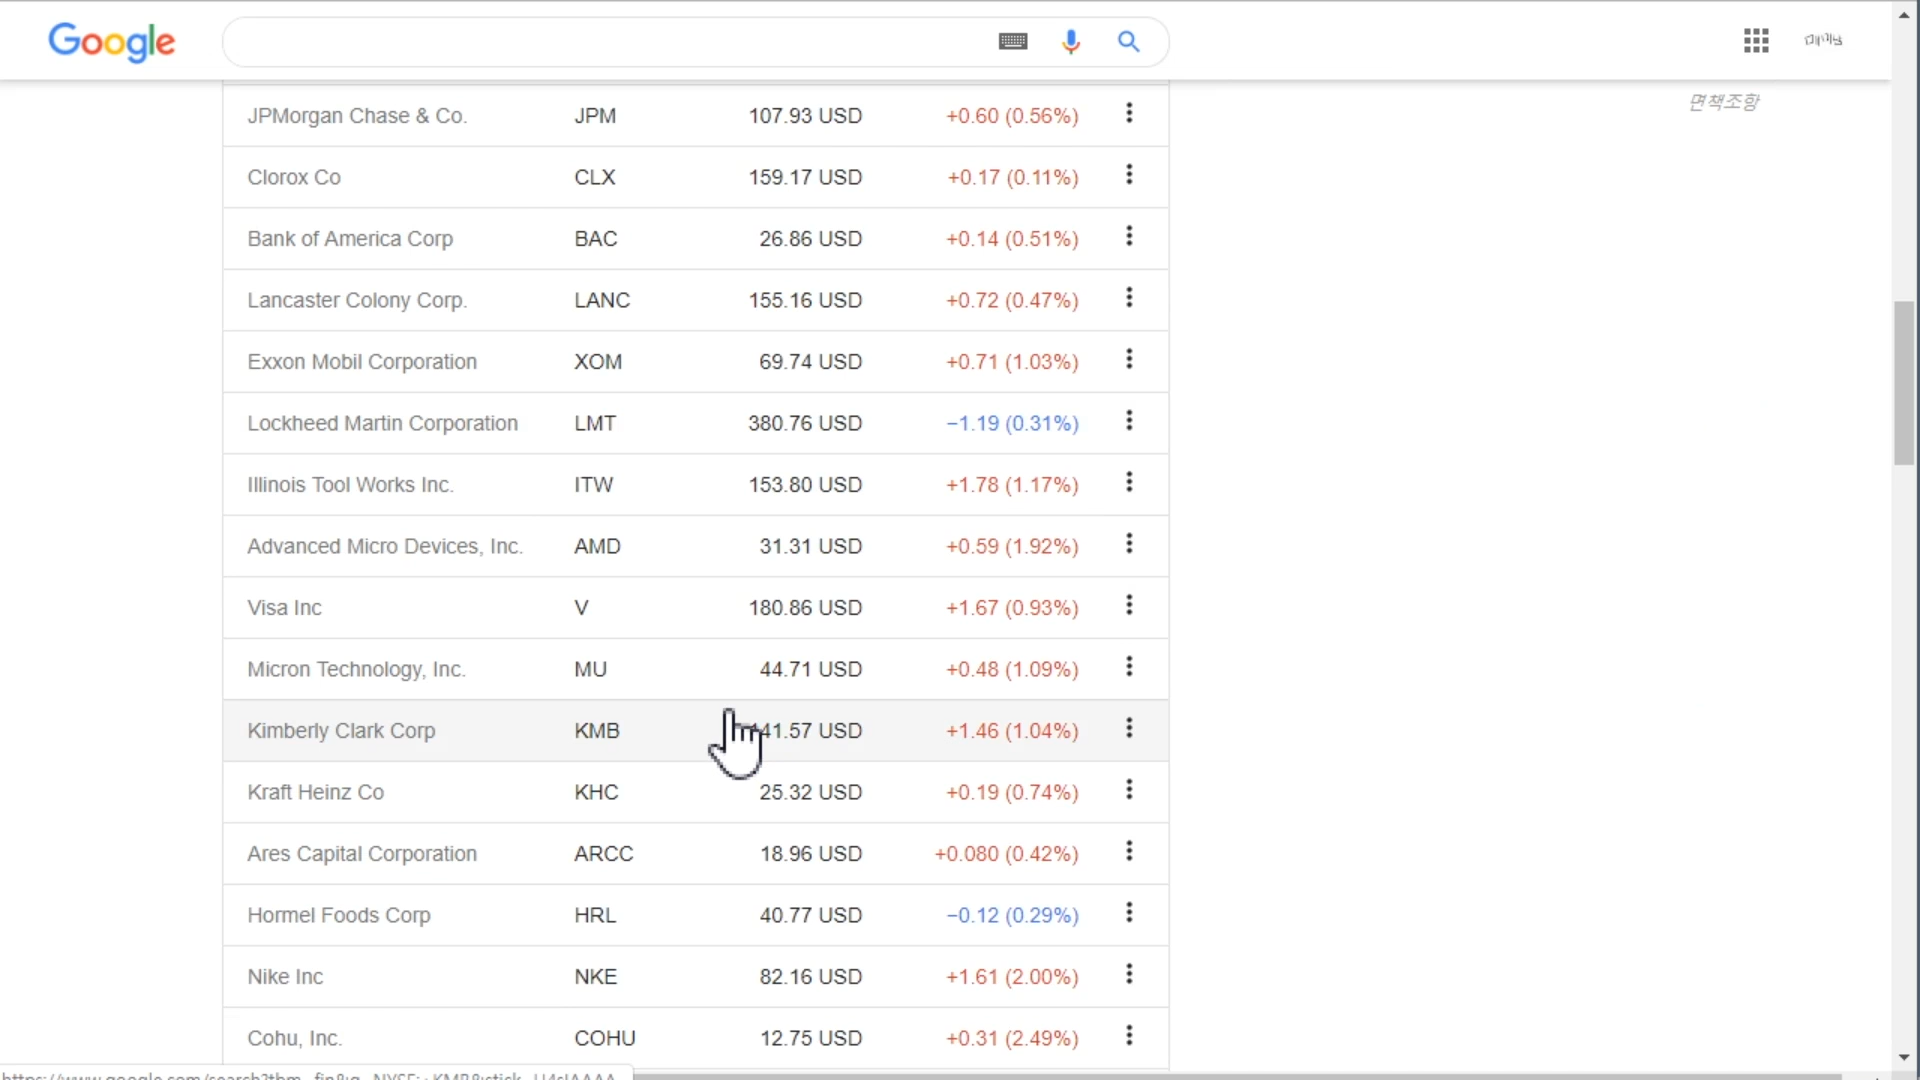 Google
면책조항
JPMorgan Chase & Co. JPM 107.93 USD +0.60 (0.56%)
Clorox Co CLX 159.17 USD +0.17 (0.11%)
Bank of America Corp BAC 26.86 USD +0.14 (0.51%)
Lancaster Colony Corp. LANC 155.16 USD +0.72 (0.47%)
Exxon Mobil Corporation XOM 69.74 USD +0.71 (1.03%)
Lockheed Martin Corporation LMT 380.76 USD −1.19 (0.31%)
Illinois Tool Works Inc. ITW 153.80 USD +1.78 (1.17%)
Advanced Micro Devices, Inc. AMD 31.31 USD +0.59 (1.92%)
Visa Inc V 180.86 USD +1.67 (0.93%)
Micron Technology, Inc. MU 44.71 USD +0.48 (1.09%)
Kimberly Clark Corp KMB 41.57 USD +1.46 (1.04%)
Kraft Heinz Co KHC 25.32 USD +0.19 (0.74%)
Ares Capital Corporation ARCC 18.96 USD +0.080 (0.42%)
Hormel Foods Corp HRL 40.77 USD −0.12 (0.29%)
Nike Inc NKE 82.16 USD +1.61 (2.00%)
Cohu, Inc. COHU 12.75 USD +0.31 (2.49%)